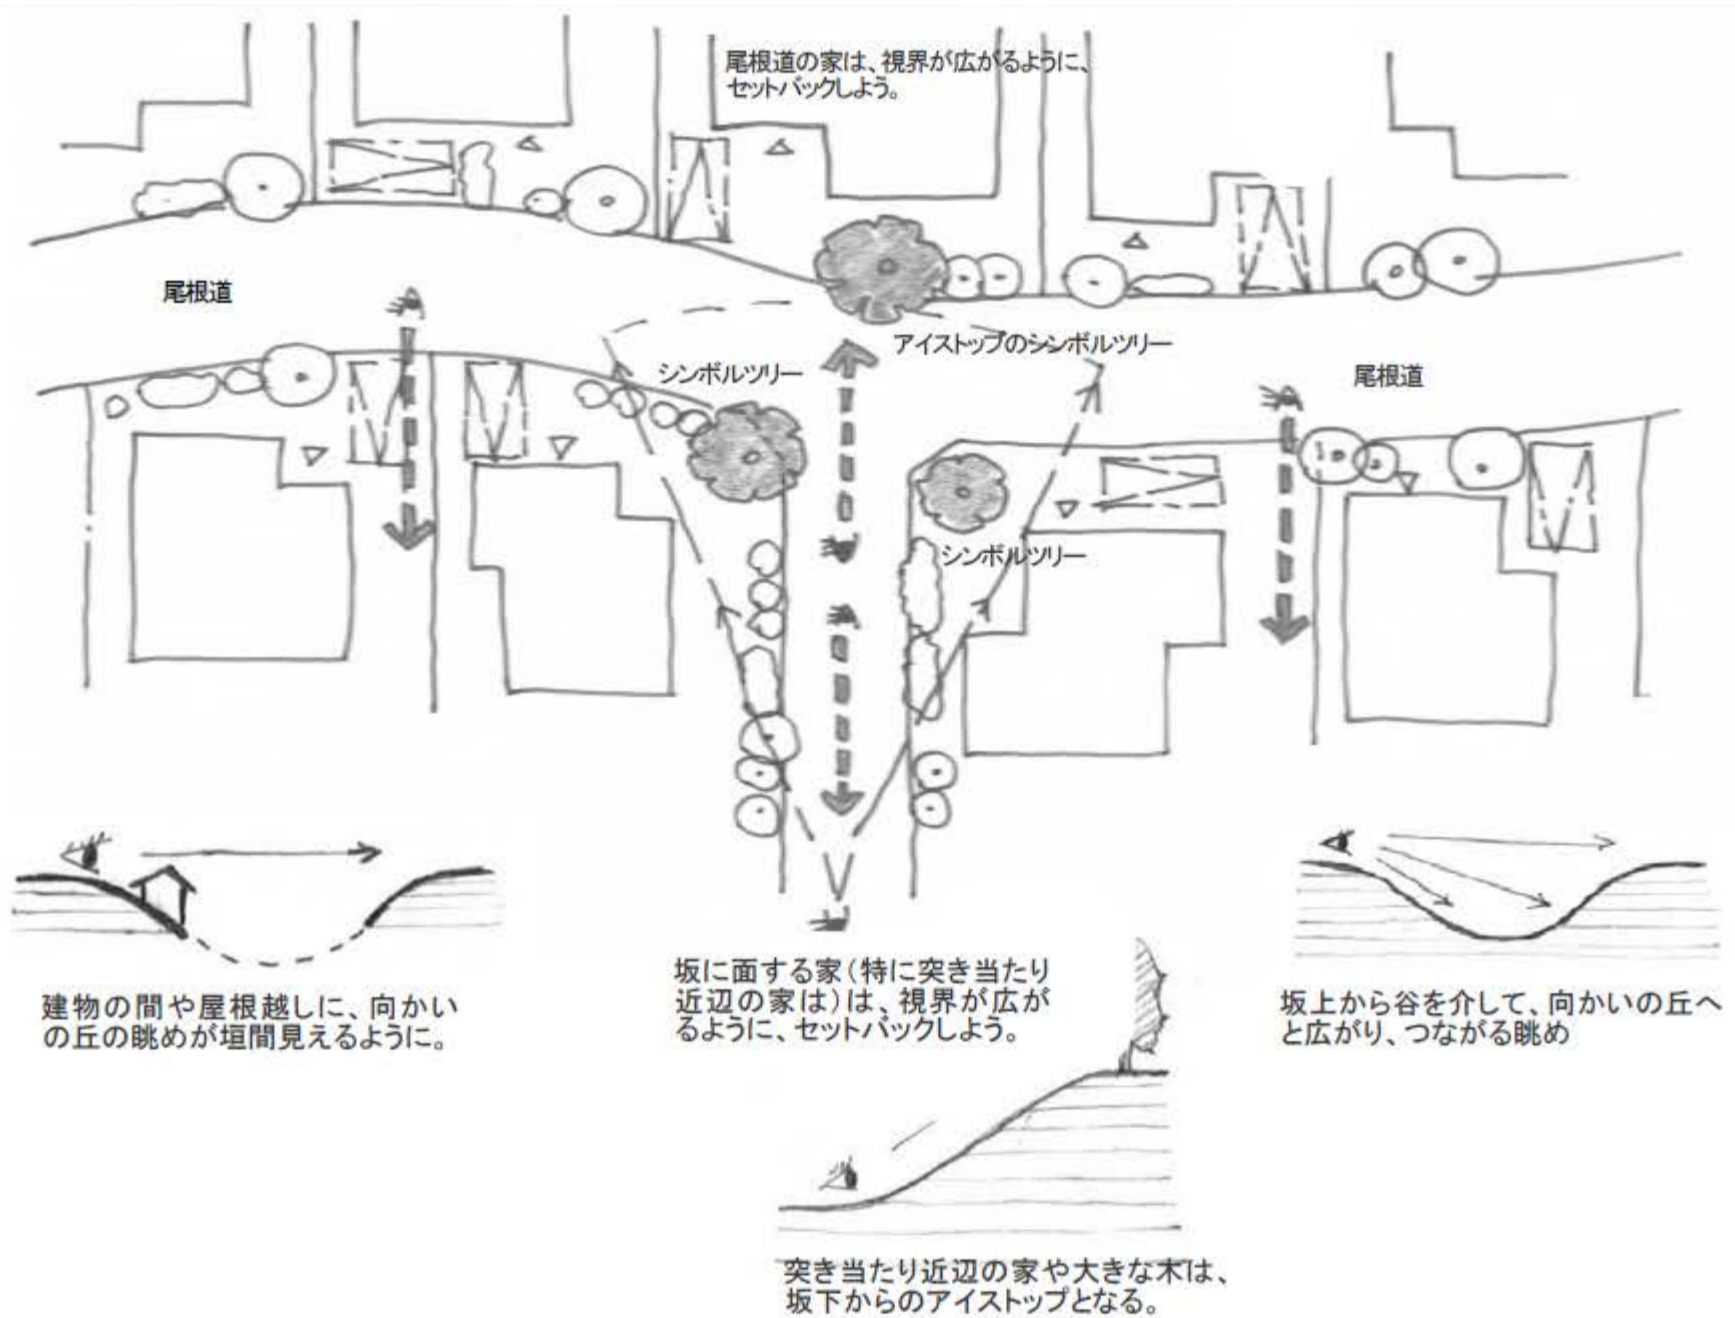 尾根道の家は、視界が広がるように、
セットバックしよう。
尾根道
アイストップのシンボルツリー
シンボルツリー
尾根道
シンボルツリー
建物の間や屋根越しに、向かい
の丘の眺めが垣間見えるように。
坂に面する家(特に突き当たり
近辺の家は)は、視界が広が
るように、セットバックしよう。
坂上から谷を介して、向かいの丘へ
と広がり、つながる眺め
突き当たり近辺の家や大きな木は、
坂下からのアイストップとなる。